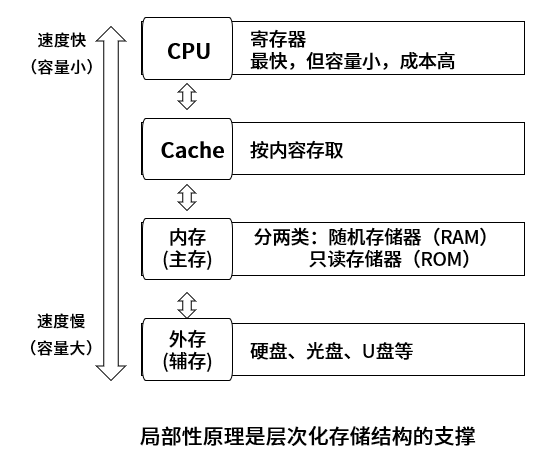 速度快
（容量小）
CPU
寄存器
最快，但容量小，成本高
Cache
按内容存取
内存
(主存)
分两类：随机存储器（RAM）
只读存储器（ROM）
速度慢
（容量大）
外存
(辅存)
硬盘、光盘、U盘等
局部性原理是层次化存储结构的支撑